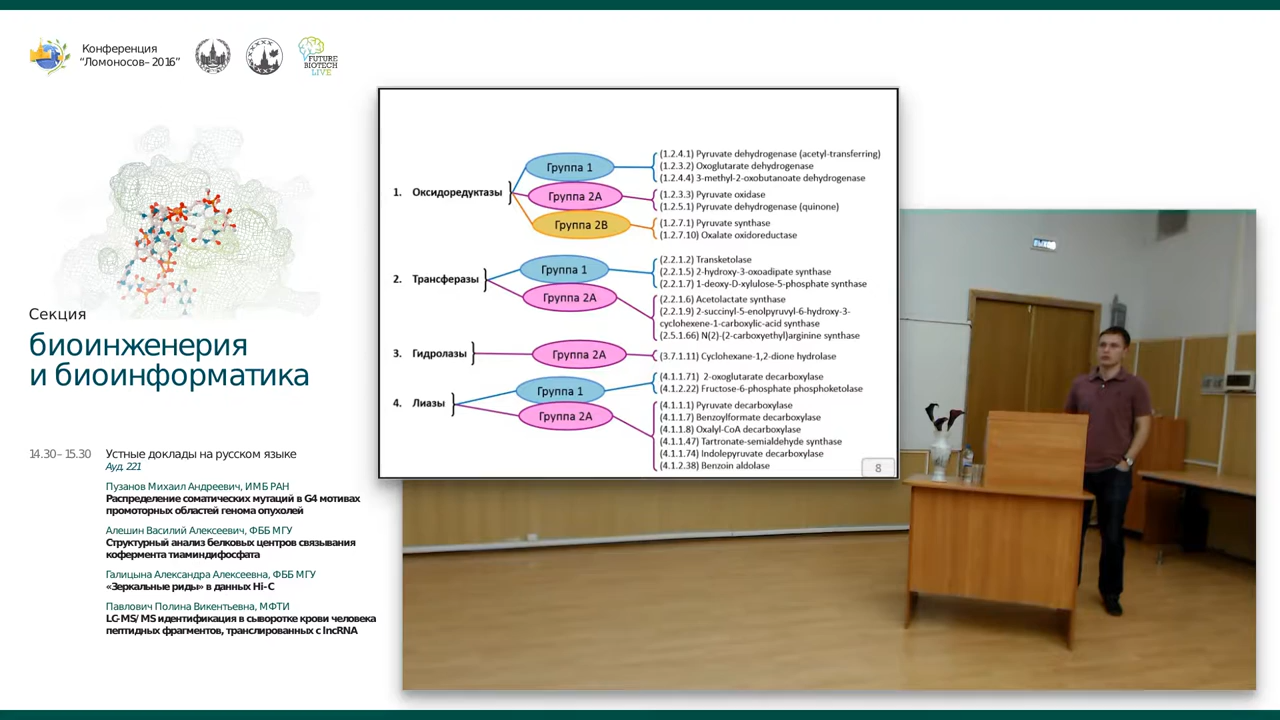 Конференция
“Ломоносов–2016”
FUTURE
BIOTECH
LIVE
Секция
биоинженерия
и биоинформатика
14.30–15.30 Устные доклады на русском языке
Ауд. 221
Пузанов Михаил Андреевич, ИМБ РАН
Распределение соматических мутаций в G4 мотивах
промоторных областей генома опухолей
Алешин Василий Алексеевич, ФББ МГУ
Структурный анализ белковых центров связывания
кофермента тиаминдифосфата
Галицына Александра Алексеевна, ФББ МГУ
«Зеркальные риды» в данных Hi-C
Павлович Полина Викентьевна, МФТИ
LC-MS/MS идентификация в сыворотке крови человека
пептидных фрагментов, транслированных с lncRNA
1. Оксидоредуктазы
Группа 1
(1.2.4.1) Pyruvate dehydrogenase (acetyl-transferring)
(1.2.3.2) Oxoglutarate dehydrogenase
(1.2.4.4) 3-methyl-2-oxobutanoate dehydrogenase
Группа 2А
(1.2.3.3) Pyruvate oxidase
(1.2.5.1) Pyruvate dehydrogenase (quinone)
Группа 2В
(1.2.7.1) Pyruvate synthase
(1.2.7.10) Oxalate oxidoreductase
2. Трансферазы
Группа 1
(2.2.1.2) Transketolase
(2.2.1.5) 2-hydroxy-3-oxoadipate synthase
(2.2.1.7) 1-deoxy-D-xylulose-5-phosphate synthase
Группа 2А
(2.2.1.6) Acetolactate synthase
(2.2.1.9) 2-succinyl-5-enolpyruvyl-6-hydroxy-3-
cyclohexene-1-carboxylic-acid synthase
(2.5.1.66) N(2)-(2-carboxyethyl)arginine synthase
3. Гидролазы
Группа 2А
(3.7.1.11) Cyclohexane-1,2-dione hydrolase
4. Лиазы
Группа 1
(4.1.1.71) 2-oxoglutarate decarboxylase
(4.1.2.22) Fructose-6-phosphate phosphoketolase
Группа 2А
(4.1.1.1) Pyruvate decarboxylase
(4.1.1.7) Benzoylformate decarboxylase
(4.1.1.8) Oxalyl-CoA decarboxylase
(4.1.1.47) Tartronate-semialdehyde synthase
(4.1.1.74) Indolepyruvate decarboxylase
(4.1.2.38) Benzoin aldolase
8